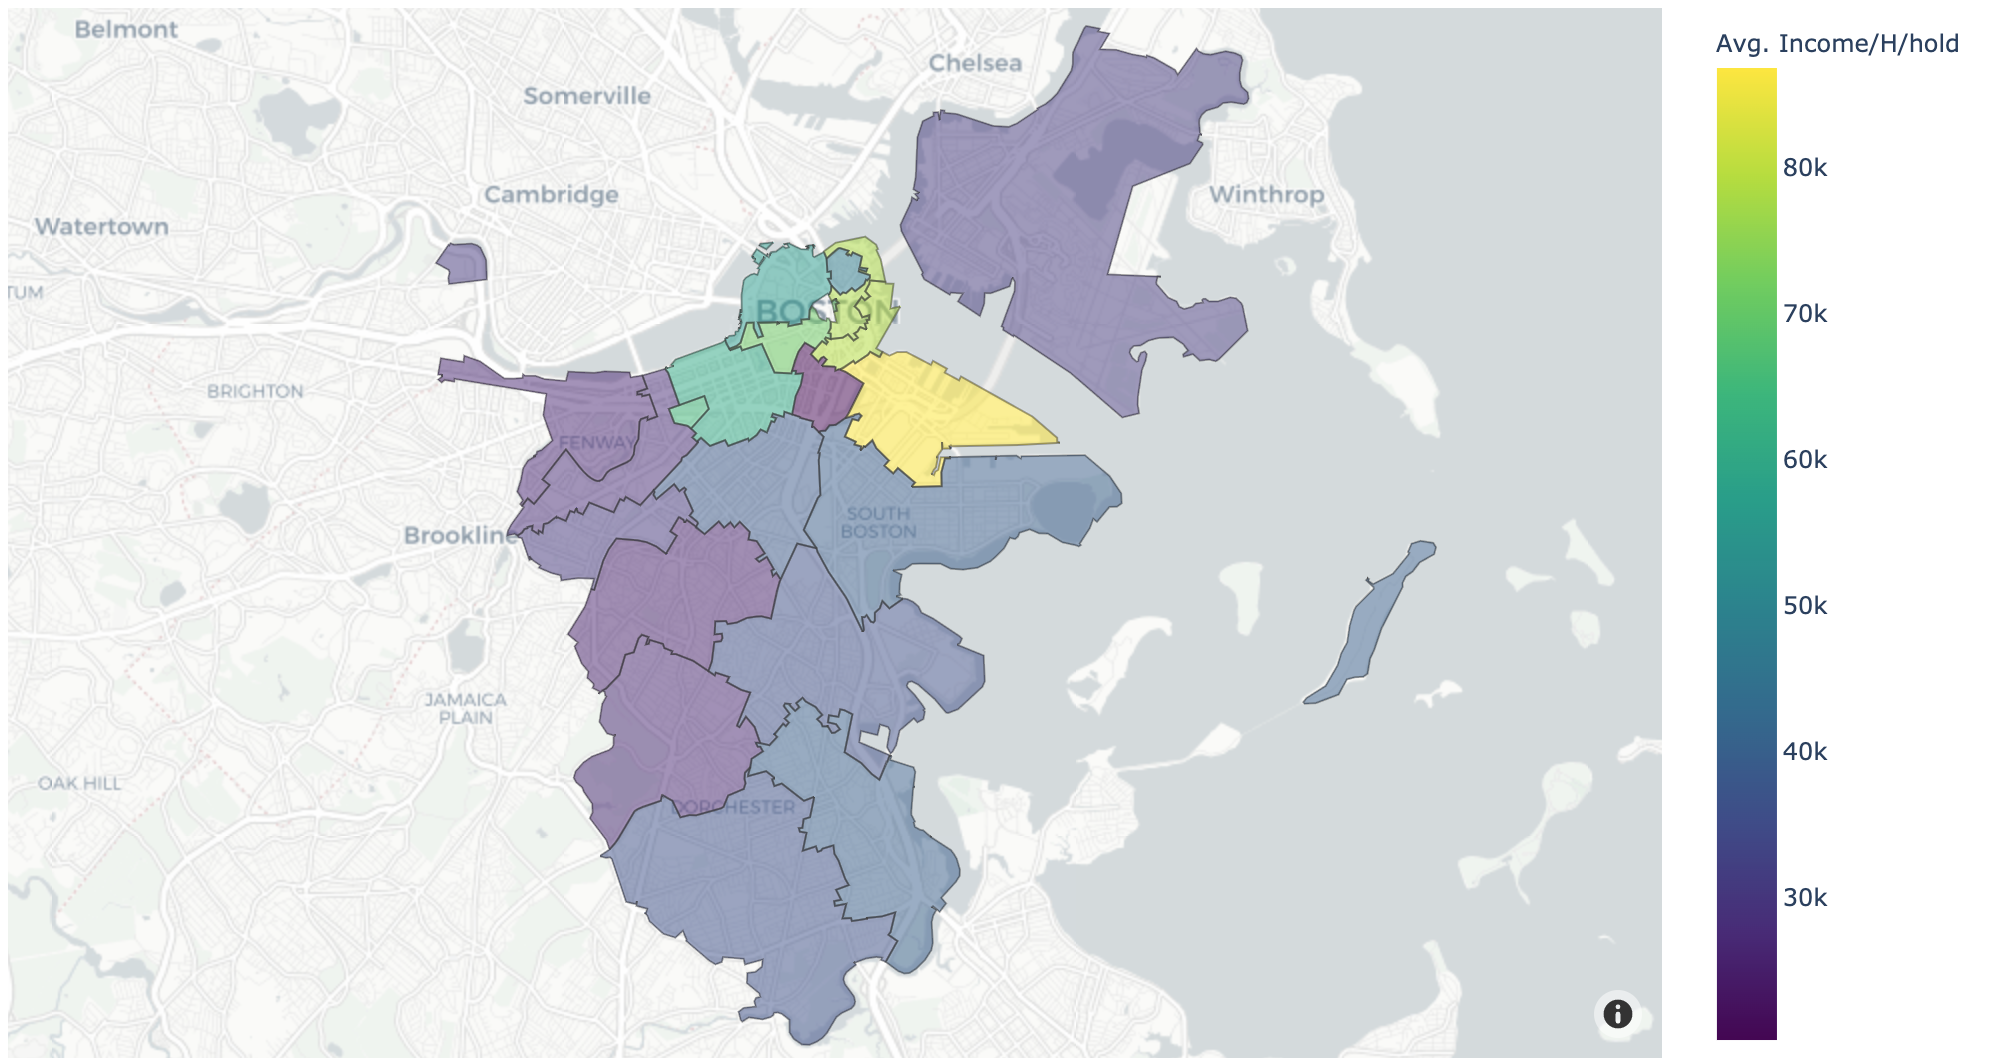 Belmont
Chelsea
Somerville
Cambridge
Winthrop
Watertown
TUM
BOSTON
BRIGHTON
FENWAY
SOUTH
BOSTON
Brookline
JAMAICA
PLAIN
OAK HILL
DORCHESTER
Avg. Income/H/hold
80k
70k
60k
50k
40k
30k